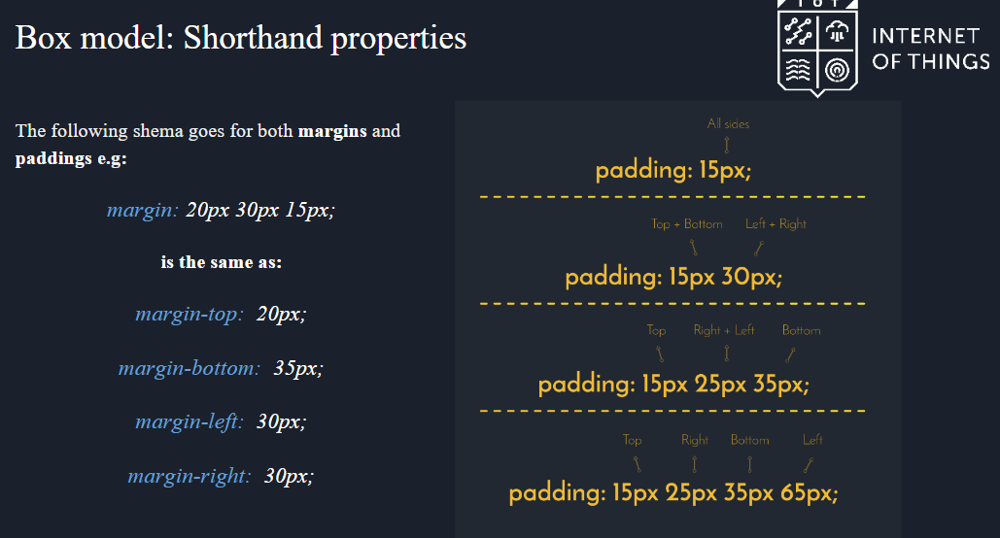 Box model: Shorthand properties
IOT
INTERNET
OF THINGS
The following shema goes for both margins and
paddings e.g:
margin: 20px 30px 15px;
is the same as:
margin-top: 20px;
margin-bottom: 35px;
margin-left: 30px;
margin-right: 30px;
All sides
padding: 15px;
Top + Bottom Left + Right
padding: 15px 30px;
Top Right + Left Bottom
padding: 15px 25px 35px;
Top Right Bottom Left
padding: 15px 25px 35px 65px;